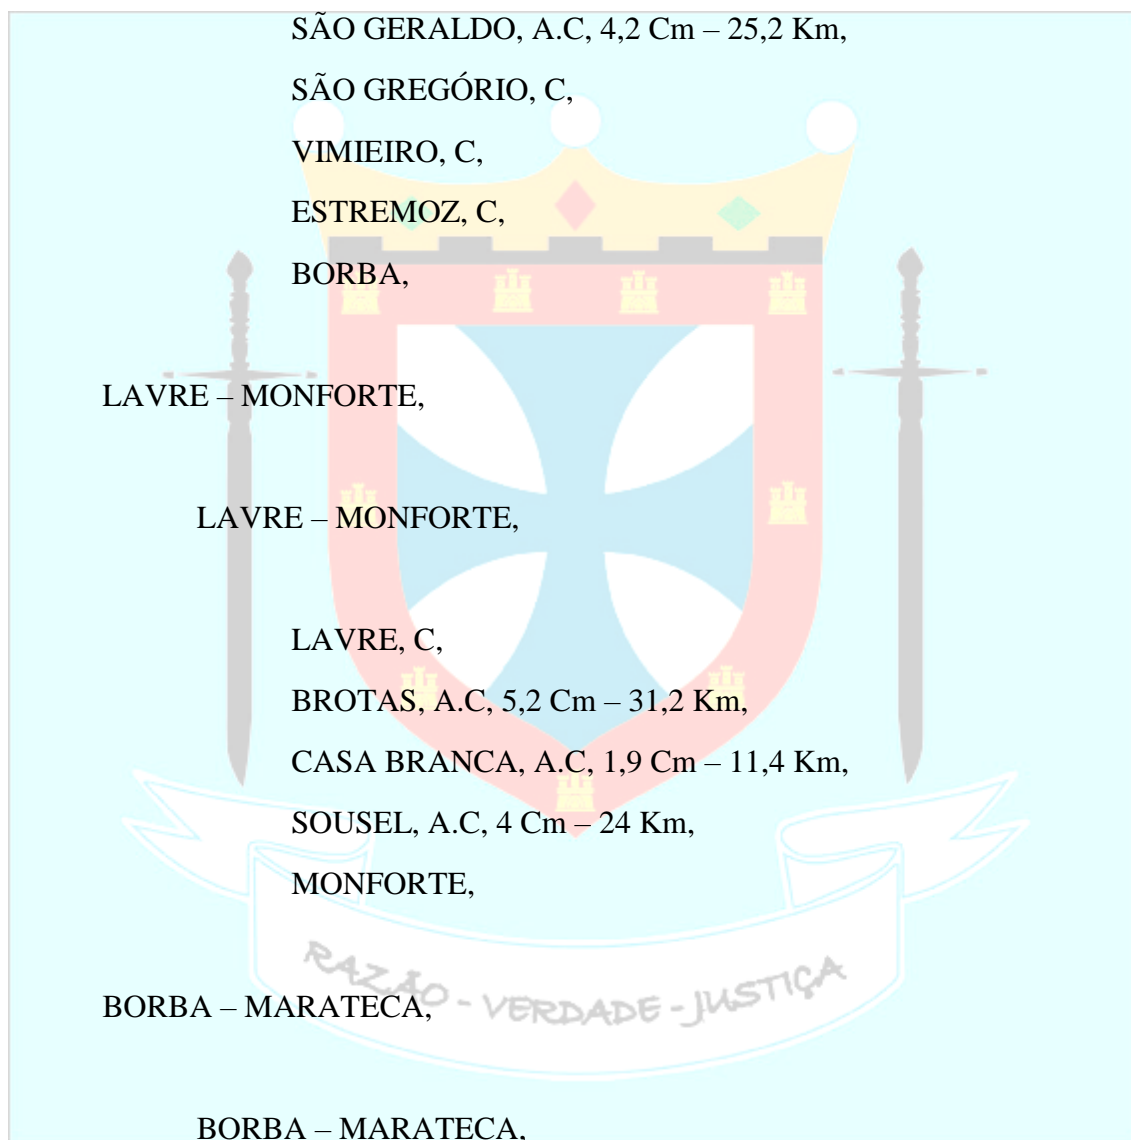 SÃO GERALDO, A.C, 4,2 Cm – 25,2 Km,
SÃO GREGÓRIO, C,
VIMIEIRO, C,
ESTREMOZ, C,
BORBA,
LAVRE – MONFORTE,
LAVRE – MONFORTE,
LAVRE, C,
BROTAS, A.C, 5,2 Cm – 31,2 Km,
CASA BRANCA, A.C, 1,9 Cm – 11,4 Km,
SOUSEL, A.C, 4 Cm – 24 Km,
MONFORTE,
RAZÃO - VERDADE - JUSTIÇA
BORBA – MARATECA,
BORBA – MARATECA,